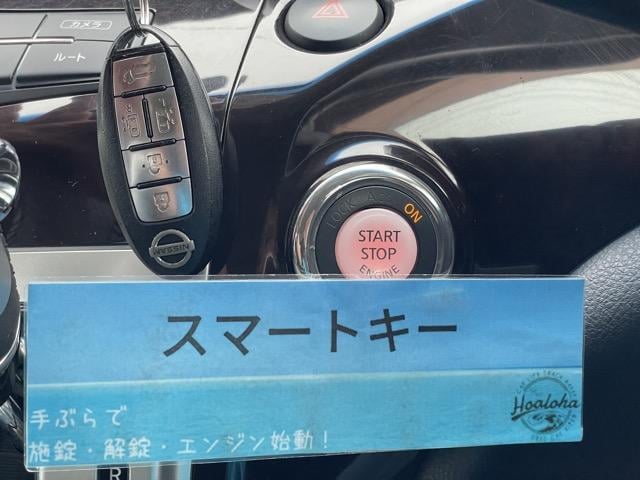 カメラ
ルート
NISSAN
LOCK A ON
START
STOP
ENGINE
スマートキー
手ぶらで
施錠・解錠・エンジン始動!
Hoaloha
R